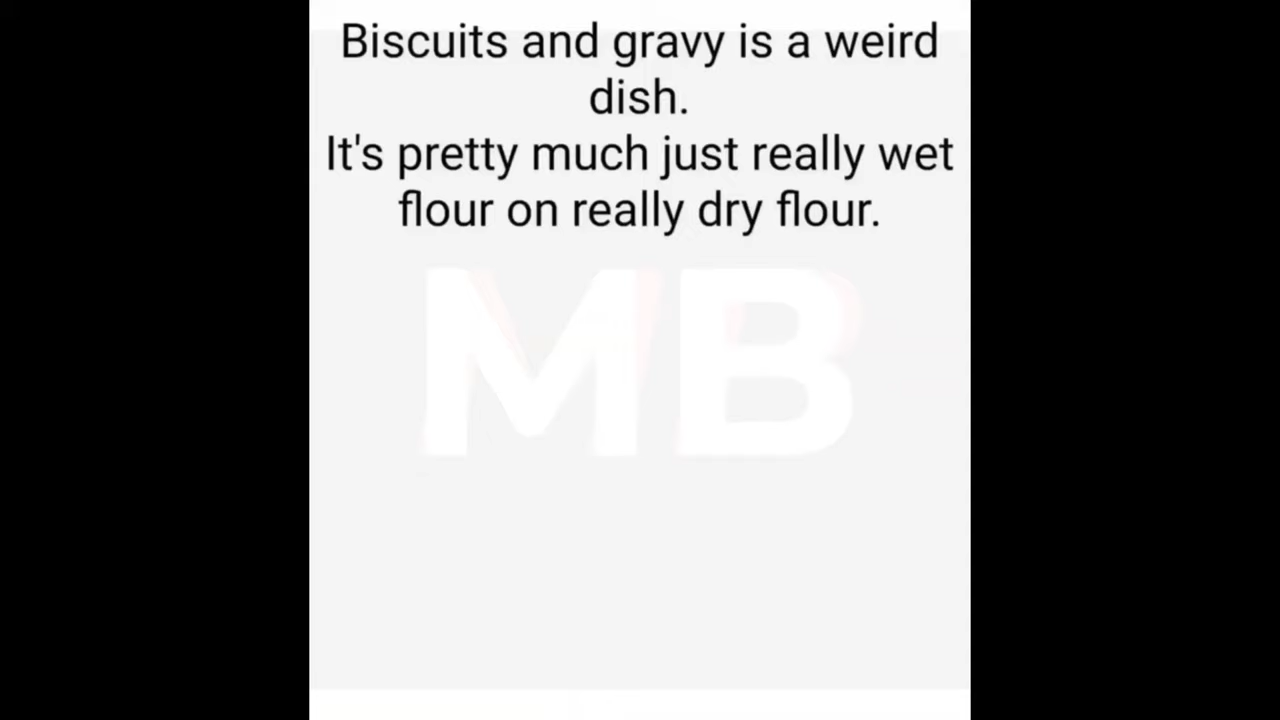 Biscuits and gravy is a weird
dish.
It's pretty much just really wet
flour on really dry flour.
MB